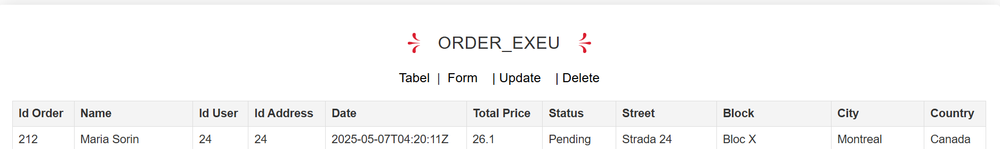 ORDER_EXEU
Tabel | Form | Update | Delete
Id Order Name Id User Id Address Date Total Price Status Street Block City Country
212 Maria Sorin 24 24 2025-05-07T04:20:11Z 26.1 Pending Strada 24 Bloc X Montreal Canada